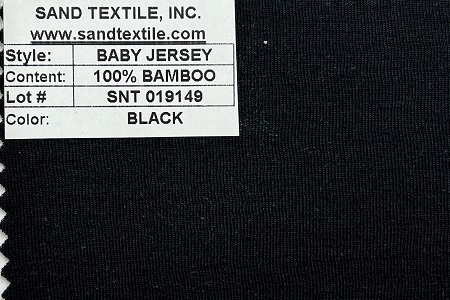 SAND TEXTILE, INC.
www.sandtextile.com
Style: BABY JERSEY
Content: 100% BAMBOO
Lot # SNT 019149
Color: BLACK